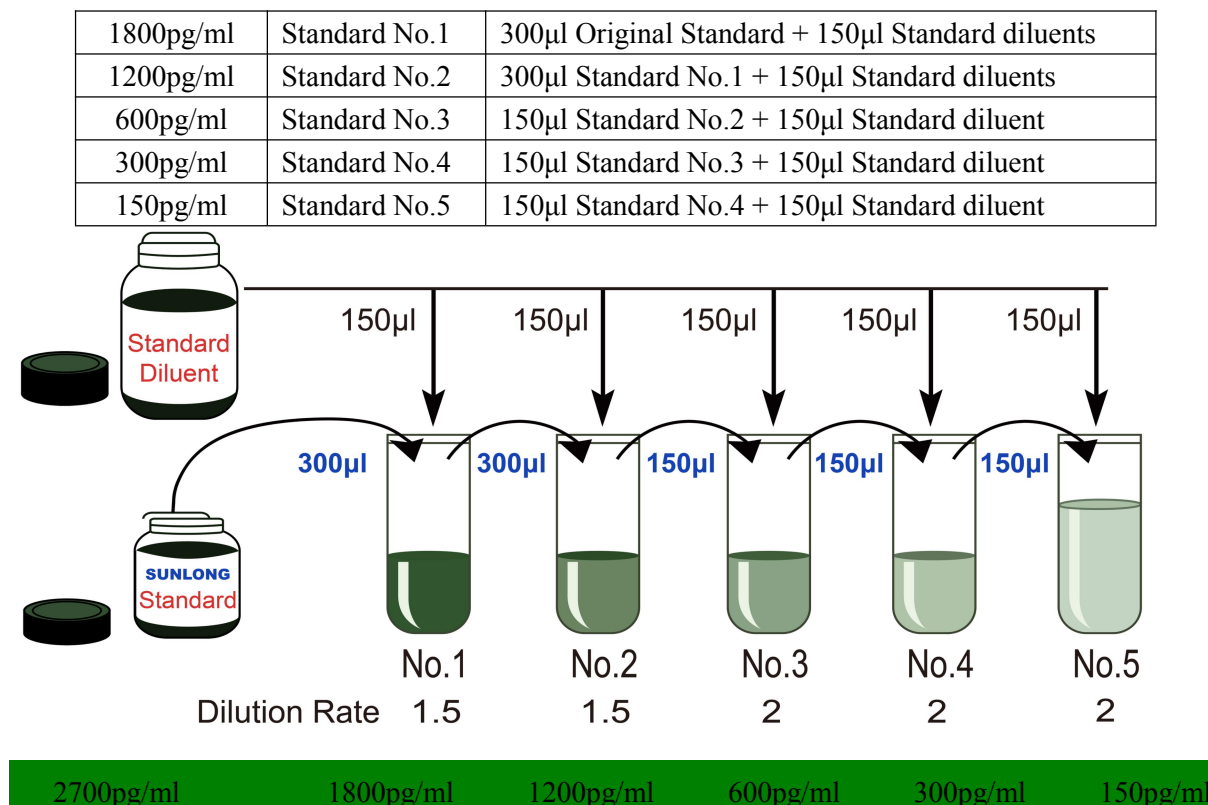 1800pg/ml Standard No.1 300μl Original Standard + 150μl Standard diluents
1200pg/ml Standard No.2 300μl Standard No.1 + 150μl Standard diluents
600pg/ml Standard No.3 150μl Standard No.2 + 150μl Standard diluent
300pg/ml Standard No.4 150μl Standard No.3 + 150μl Standard diluent
150pg/ml Standard No.5 150μl Standard No.4 + 150μl Standard diluent
150μl 150μl 150μl 150μl 150μl
Standard
Diluent
300μl 300μl 150μl 150μl 150μl
SUNLONG
Standard
No.1 No.2 No.3 No.4 No.5
Dilution Rate 1.5 1.5 2 2 2
2700pg/ml 1800pg/ml 1200pg/ml 600pg/ml 300pg/ml 150pg/ml